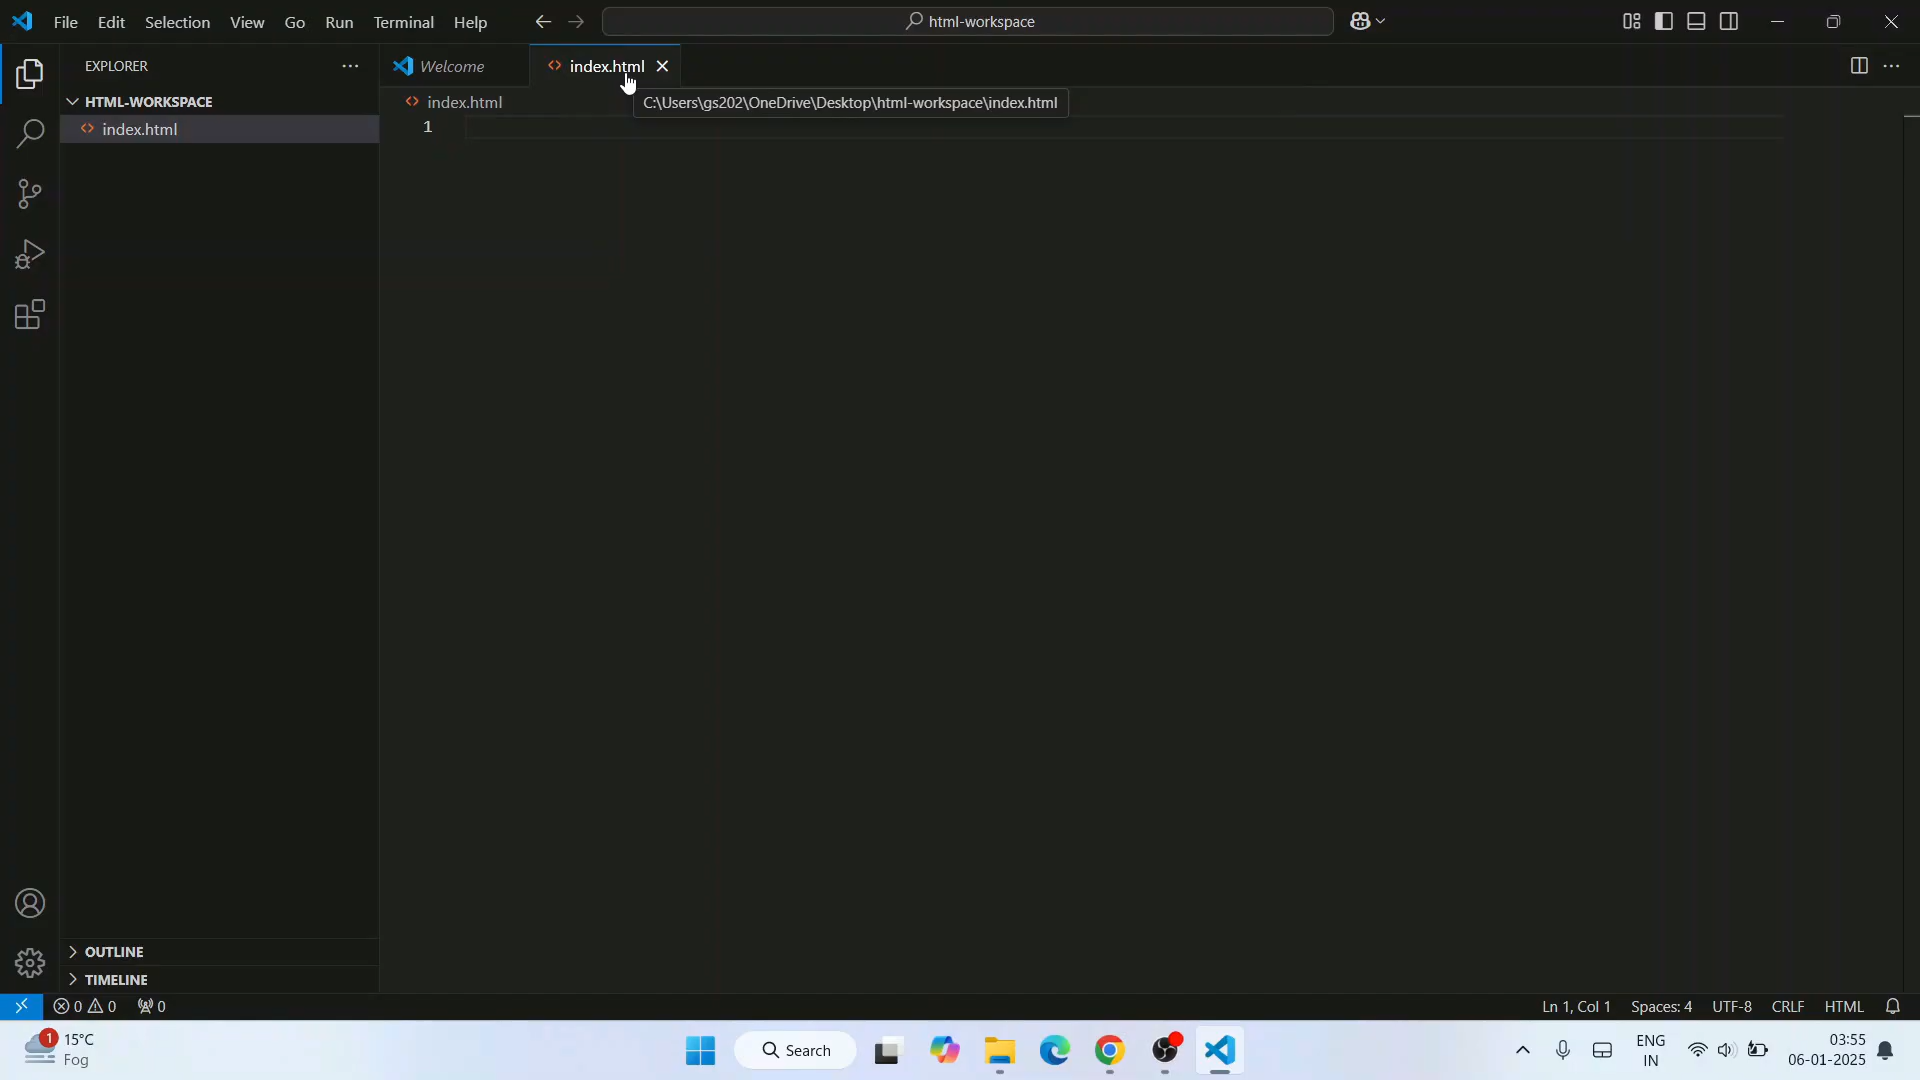 File Edit Selection View Go Run Terminal Help
html-workspace
EXPLORER
Welcome
index.html
HTML-WORKSPACE
index.html
C:\Users\gs202\OneDrive\Desktop\html-workspace\index.html
index.html
1
OUTLINE
TIMELINE
0 0 0
Ln 1, Col 1 Spaces: 4 UTF-8 CRLF HTML
1
15°C
Fog
Search
ENG
IN
03:55
06-01-2025